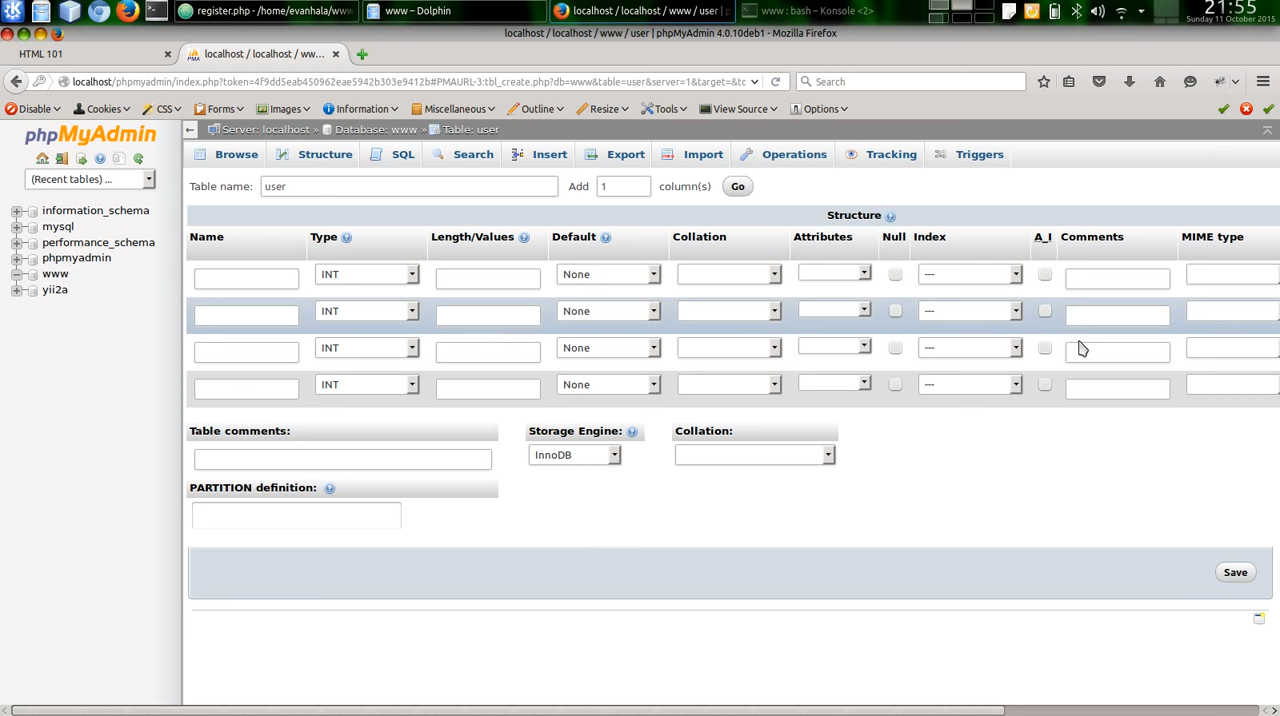 register.php - /home/evanhala/ww
www – Dolphin
localhost / localhost / www / user | p
www : bash – Konsole <2>
21:55
Sunday 11 October 2015
localhost / localhost / www / user | phpMyAdmin 4.0.10deb1 - Mozilla Firefox
HTML 101
localhost / localhost / ww...
localhost/phpmyadmin/index.php?token=4f9dd5eab450962eae5942b303e9412b#PMAURL-3:tbl_create.php?db=www&table=user&server=1&target=&tc
Search
Disable Cookies CSS Forms Images Information Miscellaneous Outline Resize Tools View Source Options
phpMyAdmin
Server: localhost » Database: www » Table: user
Browse Structure SQL Search Insert Export Import Operations Tracking Triggers
(Recent tables) ...
Table name: user Add 1 column(s) Go
information_schema
mysql
performance_schema
phpmyadmin
www
yii2a
Structure
Name Type Length/Values Default Collation Attributes Null Index A_I Comments MIME type
INT None ---
INT None ---
INT None ---
INT None ---
Table comments: Storage Engine: Collation:
InnoDB
PARTITION definition:
Save